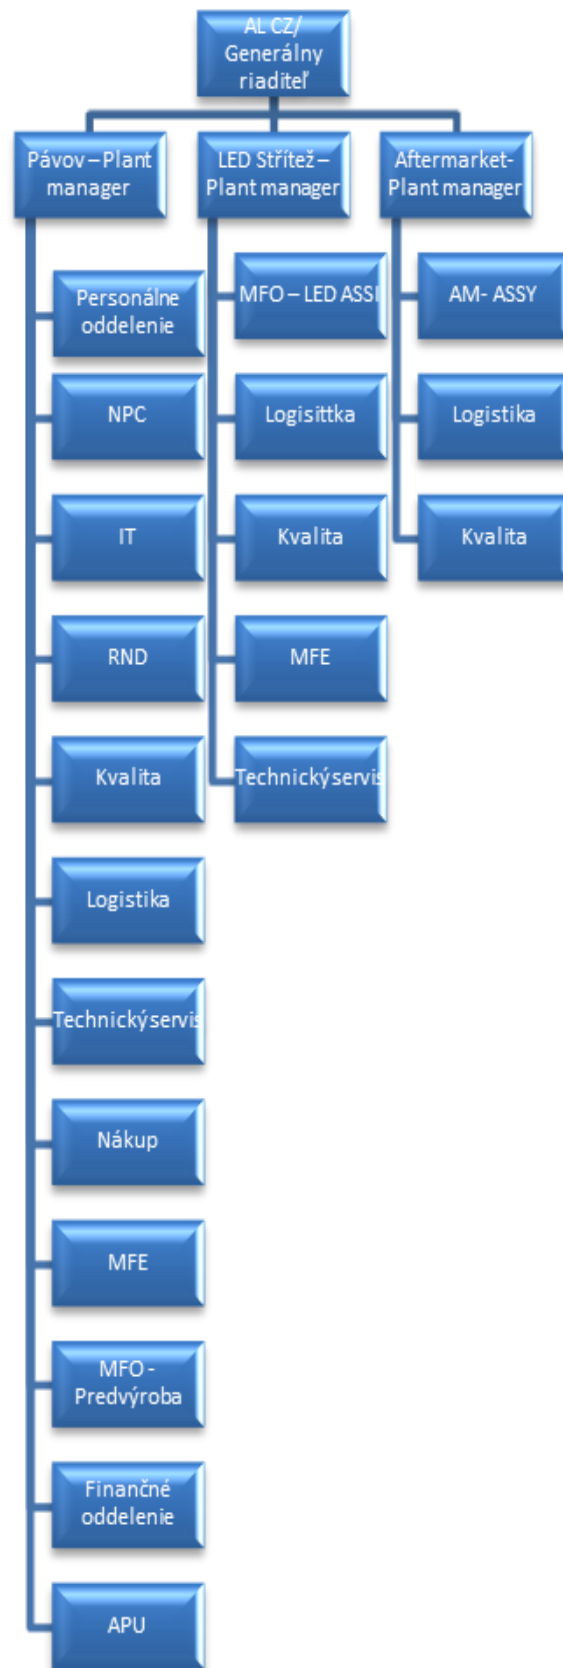 AL CZ/
Generálny
riaditeľ
Pávov – Plant
manager
LED Střítež –
Plant manager
Aftermarket-
Plant manager
Personálne
oddelenie
NPC
IT
RND
Kvalita
Logistika
Technický servis
Nákup
MFE
MFO -
Predvýroba
Finančné
oddelenie
APU
MFO – LED ASSI
Logisittka
Kvalita
MFE
Technický servis
AM- ASSY
Logistika
Kvalita